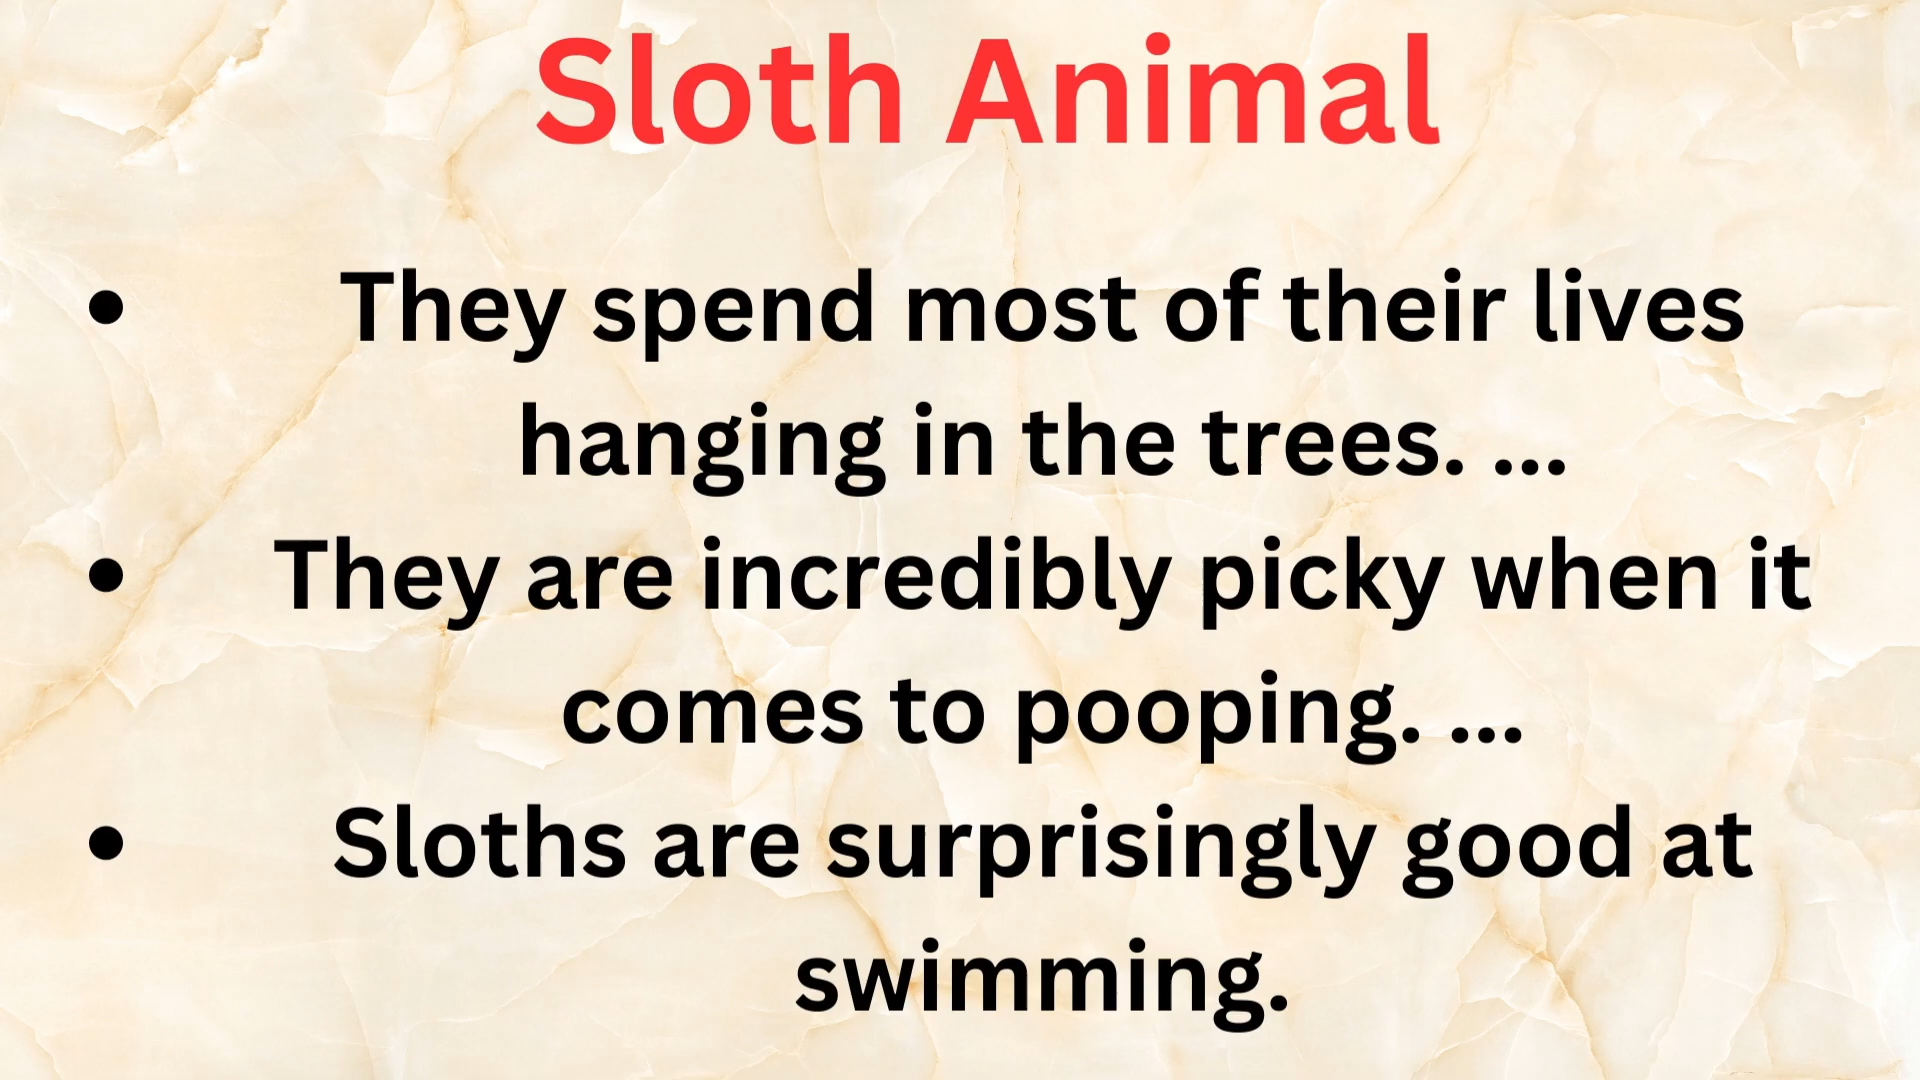 Sloth Animal
• They spend most of their lives
hanging in the trees. ...
• They are incredibly picky when it
comes to pooping. ...
• Sloths are surprisingly good at
swimming.